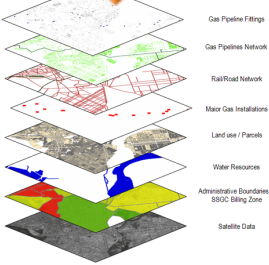 Gas Pipeline Fittings
Gas Pipelines Network
Rail/Road Network
Major Gas Installations
Land use / Parcels
Water Resources
Administrative Boundaries
SSGC Billing Zone
Satellite Data